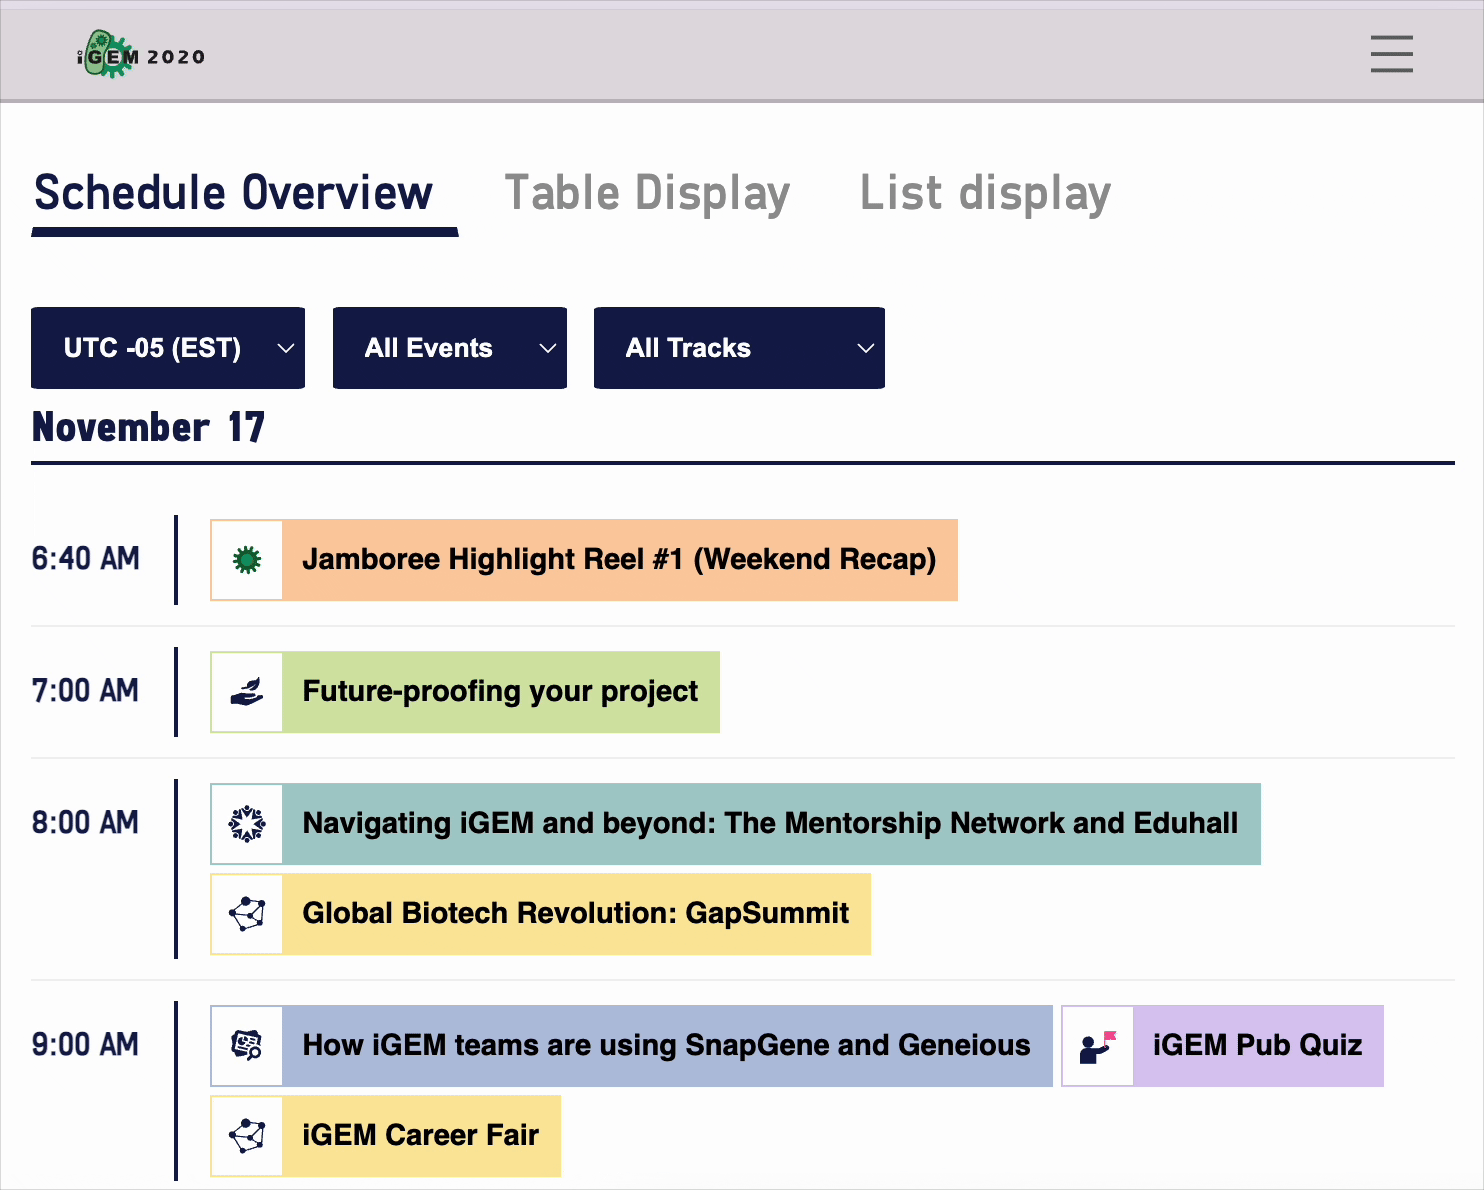 iGEM 2020
Schedule Overview Table Display List display
UTC -05 (EST) All Events All Tracks
November 17
6:40 AM Jamboree Highlight Reel #1 (Weekend Recap)
7:00 AM Future-proofing your project
8:00 AM Navigating iGEM and beyond: The Mentorship Network and Eduhall
Global Biotech Revolution: GapSummit
9:00 AM How iGEM teams are using SnapGene and Geneious iGEM Pub Quiz
iGEM Career Fair